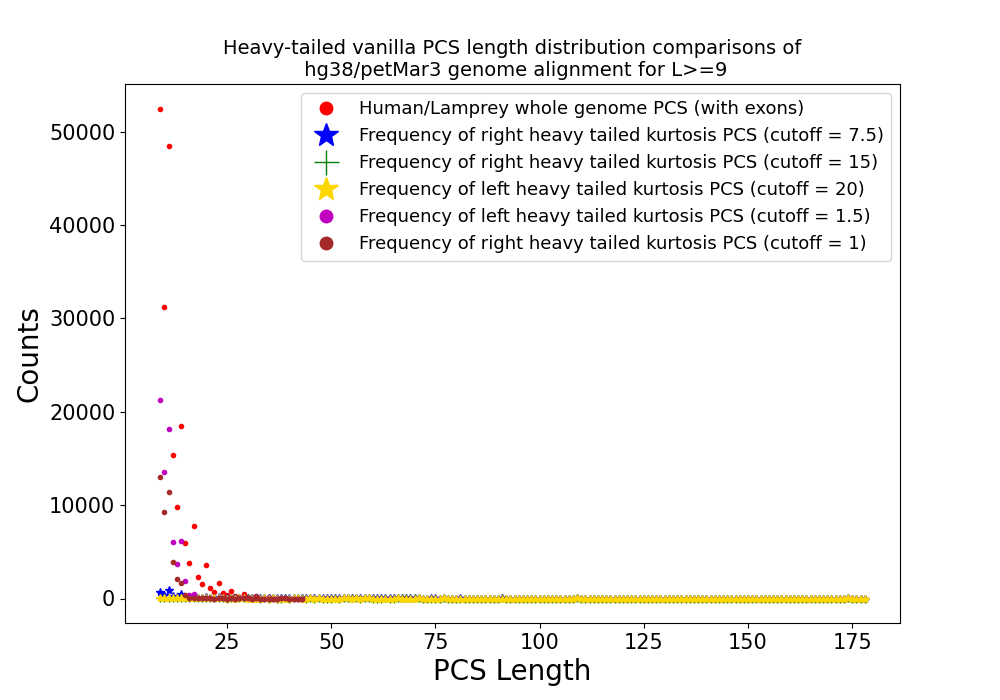 Heavy-tailed vanilla PCS length distribution comparisons of
hg38/petMar3 genome alignment for L>=9
Human/Lamprey whole genome PCS (with exons)
Frequency of right heavy tailed kurtosis PCS (cutoff = 7.5)
Frequency of right heavy tailed kurtosis PCS (cutoff = 15)
Frequency of left heavy tailed kurtosis PCS (cutoff = 20)
Frequency of left heavy tailed kurtosis PCS (cutoff = 1.5)
Frequency of right heavy tailed kurtosis PCS (cutoff = 1)
Counts
50000
40000
30000
20000
10000
0
25 50 75 100 125 150 175
PCS Length